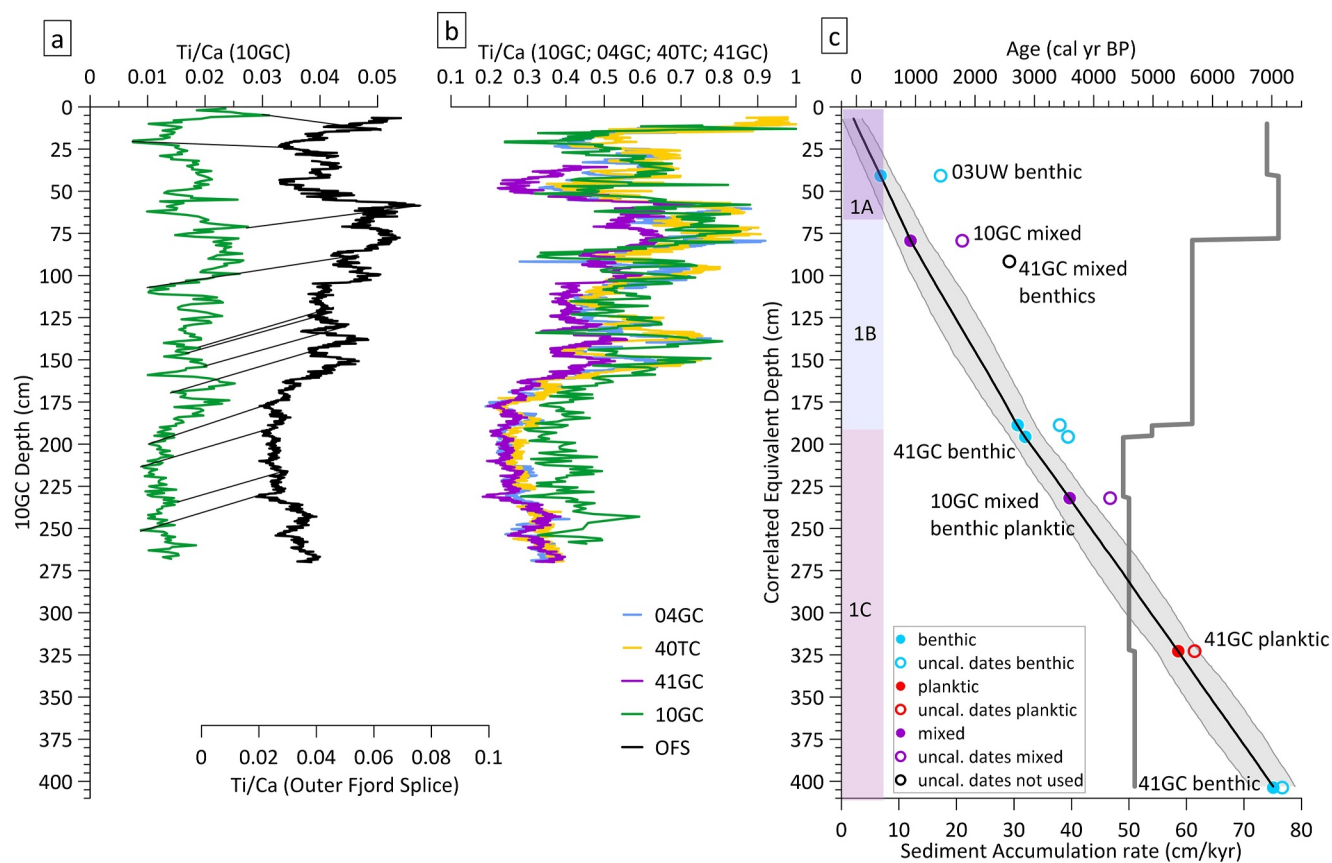 a
Ti/Ca (10GC)
0 0.01 0.02 0.03 0.04 0.05
0
25
50
75
100
125
150
175
200
225
250
275
300
325
350
375
400
10GC Depth (cm)
0 0.02 0.04 0.06 0.08 0.1
Ti/Ca (Outer Fjord Splice)
b
Ti/Ca (10GC; 04GC; 40TC; 41GC)
0.1 0.2 0.3 0.4 0.5 0.6 0.7 0.8 0.9 1
04GC
40TC
41GC
10GC
OFS
c
Age (cal yr BP)
0 1000 2000 3000 4000 5000 6000 7000
0
25
50
75
100
125
150
175
200
225
250
275
300
325
350
375
400
Correlated Equivalent Depth (cm)
1A
1B
1C
03UW benthic
10GC mixed
41GC mixed
benthics
41GC benthic
10GC mixed
benthic planktic
41GC planktic
41GC benthic
benthic
uncal. dates benthic
planktic
uncal. dates planktic
mixed
uncal. dates mixed
uncal. dates not used
0 10 20 30 40 50 60 70 80
Sediment Accumulation rate (cm/kyr)